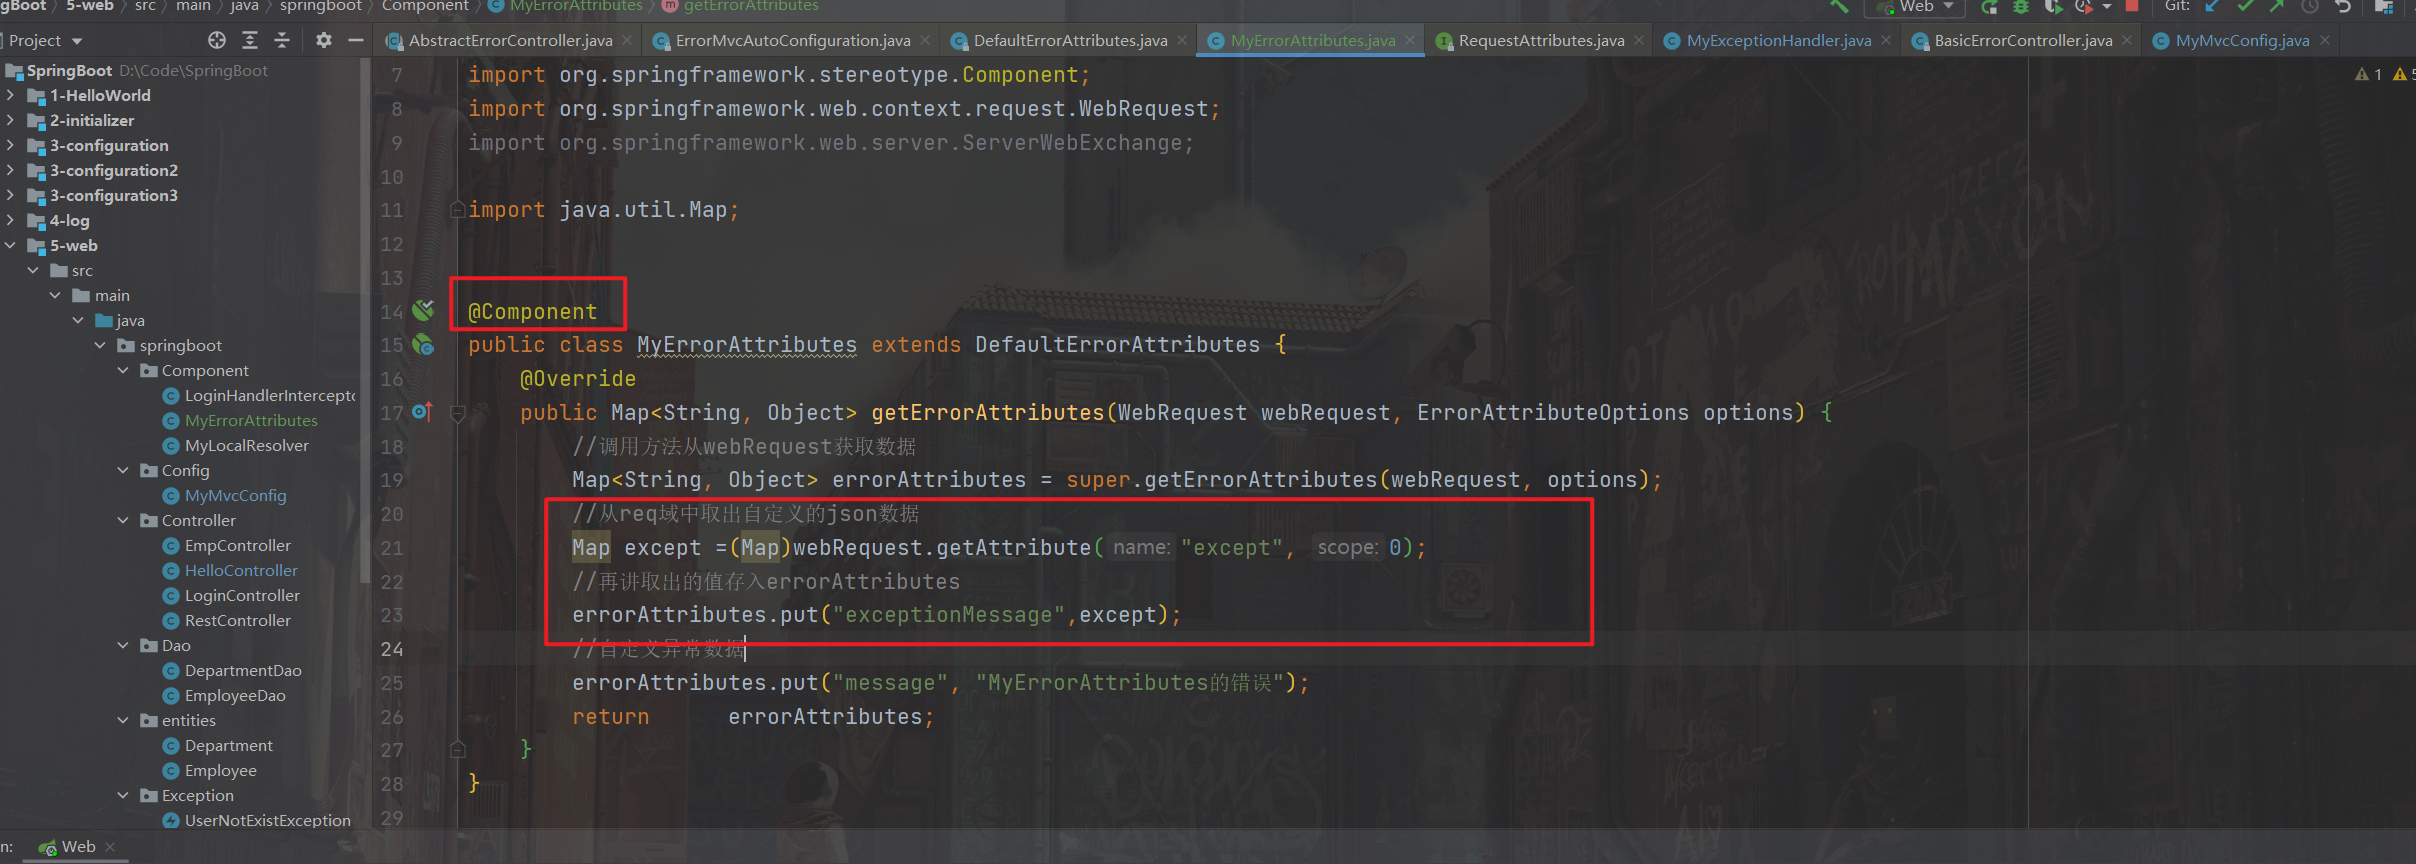 gBoot 5-web src main java springboot Component MyErrorAttributes getErrorAttributes
Web
Git:
Project
AbstractErrorController.java
ErrorMvcAutoConfiguration.java
DefaultErrorAttributes.java
MyErrorAttributes.java
RequestAttributes.java
MyExceptionHandler.java
BasicErrorController.java
MyMvcConfig.java
SpringBoot D:\Code\SpringBoot
1-HelloWorld
2-initializer
3-configuration
3-configuration2
3-configuration3
4-log
5-web
src
main
java
springboot
Component
LoginHandlerIntercepto
MyErrorAttributes
MyLocalResolver
Config
MyMvcConfig
Controller
EmpController
HelloController
LoginController
RestController
Dao
DepartmentDao
EmployeeDao
entities
Department
Employee
Exception
UserNotExistException
1 5
7 import org.springframework.stereotype.Component;
8 import org.springframework.web.context.request.WebRequest;
9 import org.springframework.web.server.ServerWebExchange;
10
11 import java.util.Map;
12
13
14 @Component
15 public class MyErrorAttributes extends DefaultErrorAttributes {
16 @Override
17 public Map<String, Object> getErrorAttributes(WebRequest webRequest, ErrorAttributeOptions options) {
18 //调用方法从webRequest获取数据
19 Map<String, Object> errorAttributes = super.getErrorAttributes(webRequest, options);
20 //从req域中取出自定义的json数据
21 Map except =(Map)webRequest.getAttribute( name: "except", scope: 0);
22 //再讲取出的值存入errorAttributes
23 errorAttributes.put("exceptionMessage",except);
24 //自定义异常数据
25 errorAttributes.put("message", "MyErrorAttributes的错误");
26 return errorAttributes;
27 }
28 }
29
n: Web